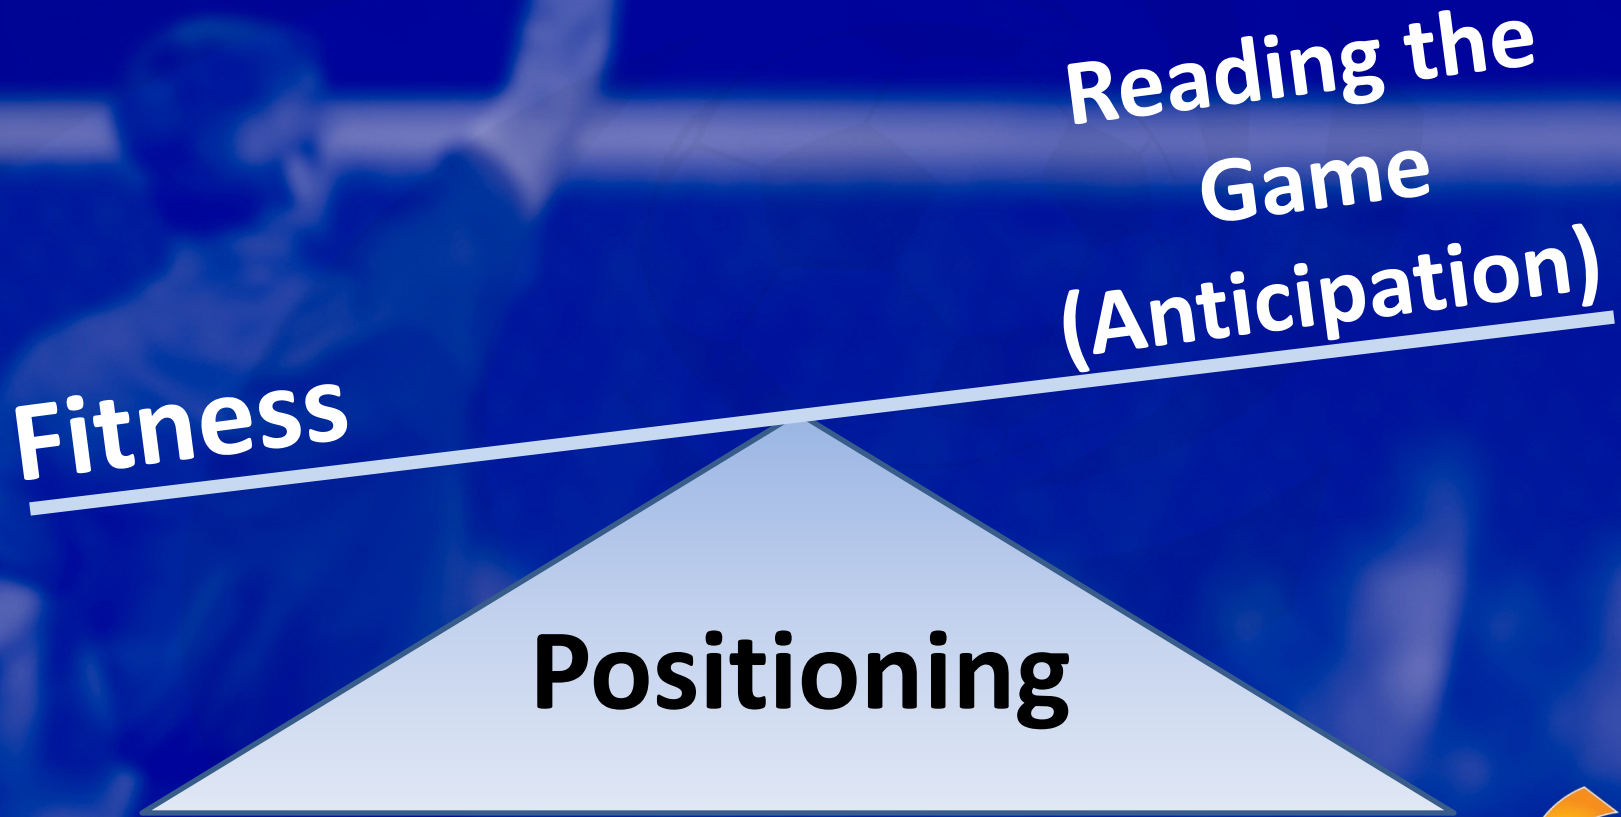 Reading the
Game
(Anticipation)
Fitness
Positioning